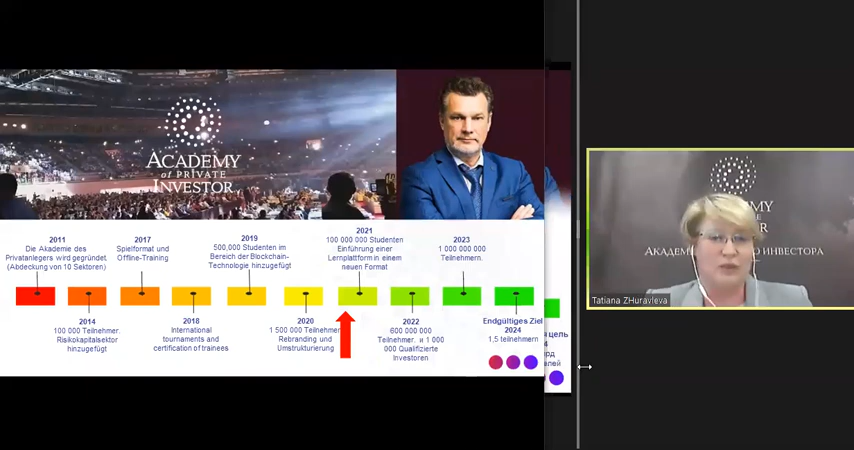 ACADEMY
of PRIVATE
INVESTOR
2011
Die Akademie des
Privatanlegers wird gegründet
(Abdeckung von 10 Sektoren)
2017
Spielformat und
Offline-Training
2019
500,000 Studenten im
Bereich der Blockchain-
Technologie hinzugefügt
2021
100 000 000 Studenten
Einführung einer
Lernplattform in einem
neuen Format
2023
1 000 000 000
Teilnehmern.
2014
100 000 Teilnehmer.
Risikokapitalsektor
hinzugefügt
2018
International
tournaments and
certification of trainees
2020
1 500 000 Teilnehmer
Rebranding und
Umstrukturierung
2022
600 000 000
Teilnehmer. и 1 000
000 Qualifizierte
Investoren
Endgültiges Ziel
2024
1,5 teilnehmern
цель
4
рд
елей
Tatiana ZHuravleva